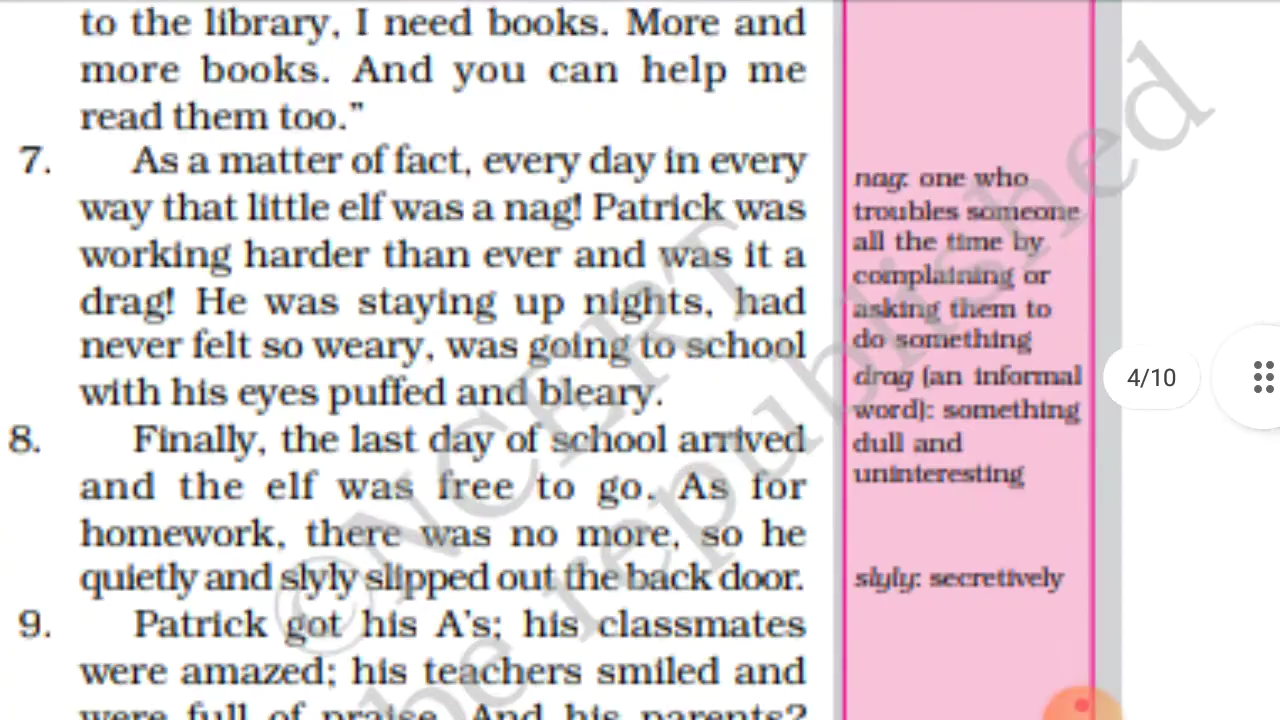 to the library, I need books. More and
more books. And you can help me
read them too.”
7. As a matter of fact, every day in every
way that little elf was a nag! Patrick was
working harder than ever and was it a
drag! He was staying up nights, had
never felt so weary, was going to school
with his eyes puffed and bleary.
8. Finally, the last day of school arrived
and the elf was free to go. As for
homework, there was no more, so he
quietly and slyly slipped out the back door.
9. Patrick got his A's; his classmates
were amazed; his teachers smiled and
were full of praise. And his parents?
nag: one who
troubles someone
all the time by
complaining or
asking them to
do something
drag (an informal
word): something
dull and
uninteresting
slyly: secretively
4/10
©NCERT
be republished